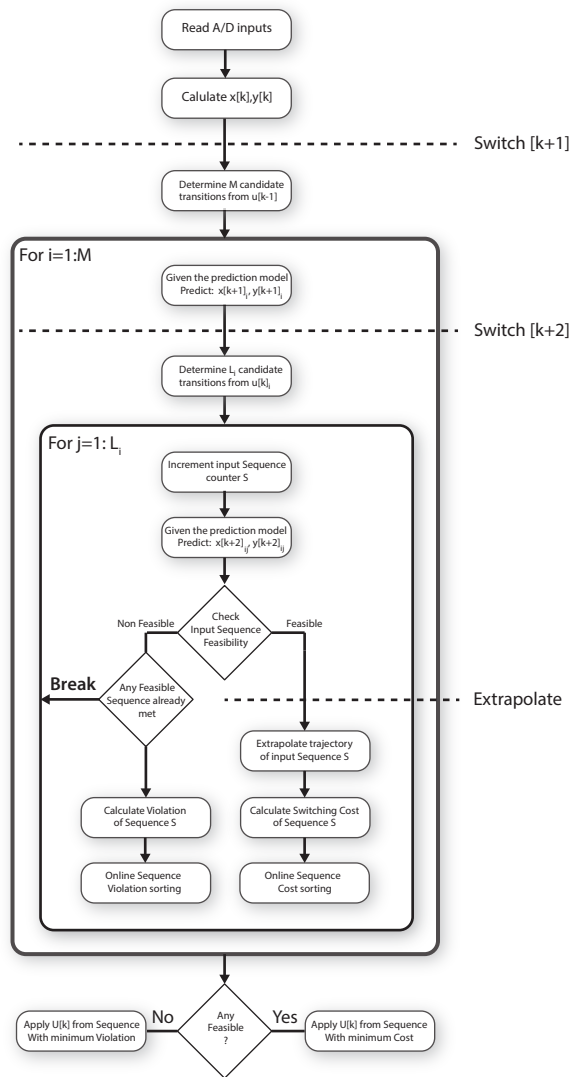 Read A/D inputs
Calulate x[k],y[k]
Switch [k+1]
Determine M candidate
transitions from u[k-1]
For i=1:M
Given the prediction model
Predict: x[k+1]i, y[k+1]i
Switch [k+2]
Determine Li candidate
transitions from u[k]i
For j=1: Li
Increment input Sequence
counter S
Given the prediction model
Predict: x[k+2]ij, y[k+2]ij
Non Feasible
Check
Input Sequence
Feasibility
Feasible
Break
Any Feasible
Sequence already
met
Extrapolate
Extrapolate trajectory
of input Sequence S
Calculate Violation
of Sequence S
Calculate Switching Cost
of Sequence S
Online Sequence
Violation sorting
Online Sequence
Cost sorting
No
Any
Feasible
?
Yes
Apply U[k] from Sequence
With minimum Violation
Apply U[k] from Sequence
With minimum Cost